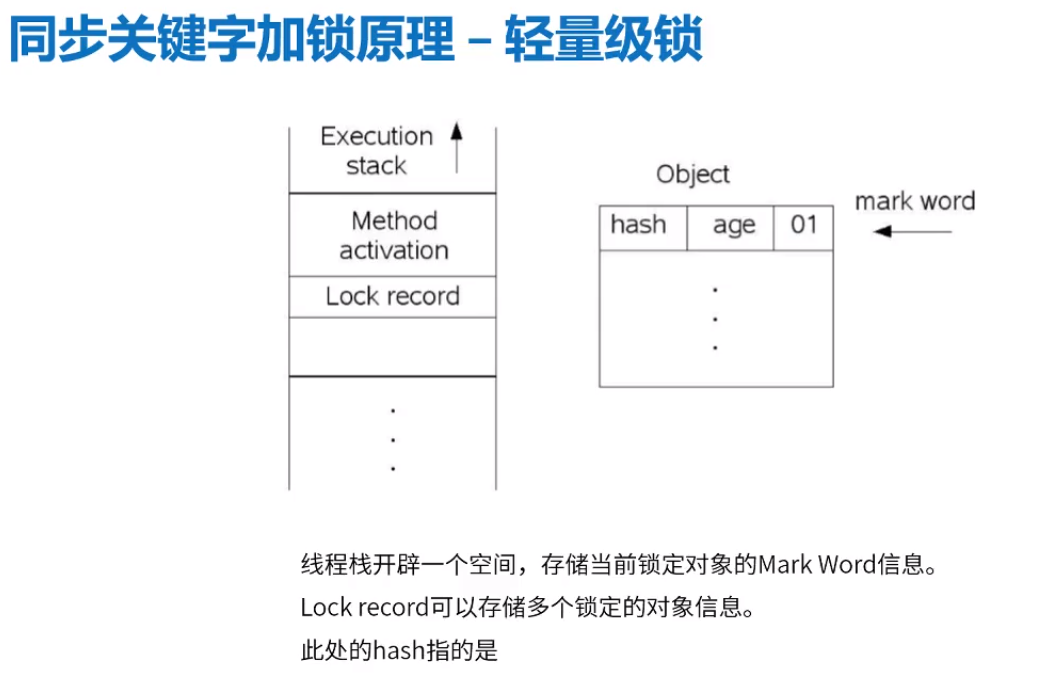 同步关键字加锁原理 – 轻量级锁
Execution
stack
Method
activation
Lock record
Object
mark word
hash
age
01
线程栈开辟一个空间，存储当前锁定对象的Mark Word信息。
Lock record可以存储多个锁定的对象信息。
此处的hash指的是